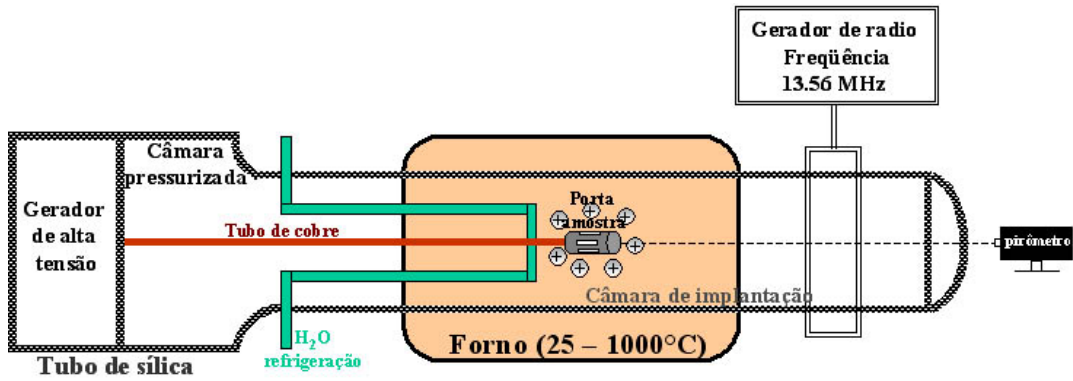 Gerador de radio
Freqüência
13.56 MHz
Câmara
pressurizada
Gerador
de alta
tensão
Tubo de cobre
Porta
amostra
pirômetro
Câmara de implantação
H₂O
refrigeração
Forno (25 – 1000°C)
Tubo de sílica